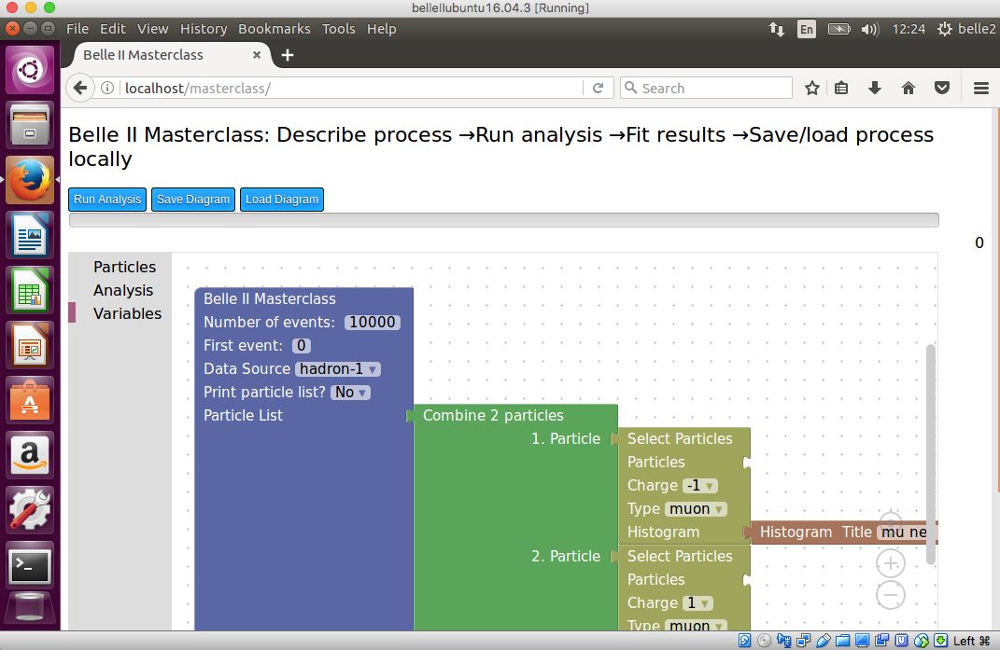 belleIIubuntu16.04.3 [Running]
File Edit View History Bookmarks Tools Help
En
12:24
belle2
Belle II Masterclass
localhost/masterclass/
Search
Belle II Masterclass: Describe process →Run analysis →Fit results →Save/load process
locally
Run Analysis
Save Diagram
Load Diagram
0
Particles
Analysis
Variables
Belle II Masterclass
Number of events: 10000
First event: 0
Data Source hadron-1
Print particle list? No
Particle List
Combine 2 particles
1. Particle
Select Particles
Particles
Charge -1
Type muon
Histogram
Histogram Title mu ne
2. Particle
Select Particles
Particles
Charge 1
Type muon
Left ⌘